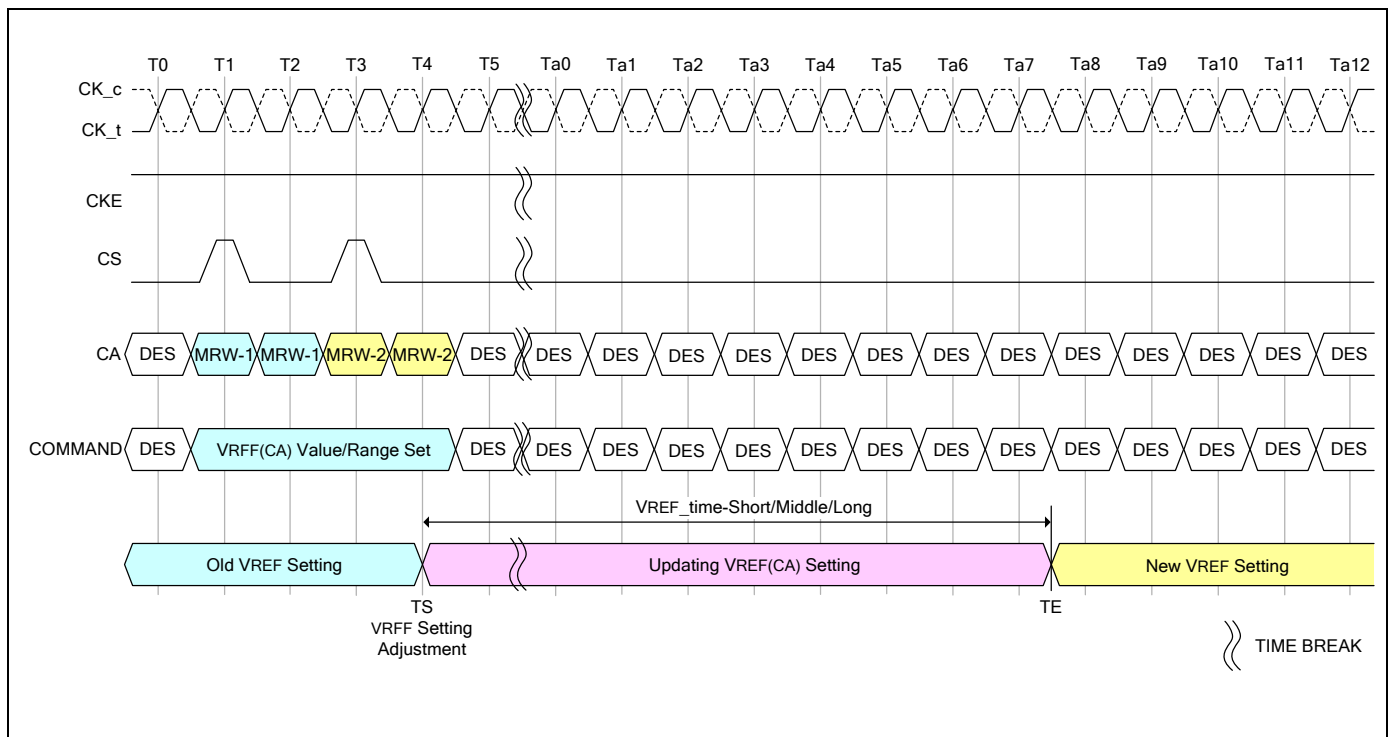 T0 T1 T2 T3 T4 T5 Ta0 Ta1 Ta2 Ta3 Ta4 Ta5 Ta6 Ta7 Ta8 Ta9 Ta10 Ta11 Ta12
CK_c
CK_t
CKE
CS
CA DES MRW-1 MRW-1 MRW-2 MRW-2 DES DES DES DES DES DES DES DES DES DES DES DES DES DES
COMMAND DES VRFF(CA) Value/Range Set DES DES DES DES DES DES DES DES DES DES DES DES DES DES
VREF_time-Short/Middle/Long
Old VREF Setting Updating VREF(CA) Setting New VREF Setting
TS TE
VRFF Setting
Adjustment
TIME BREAK